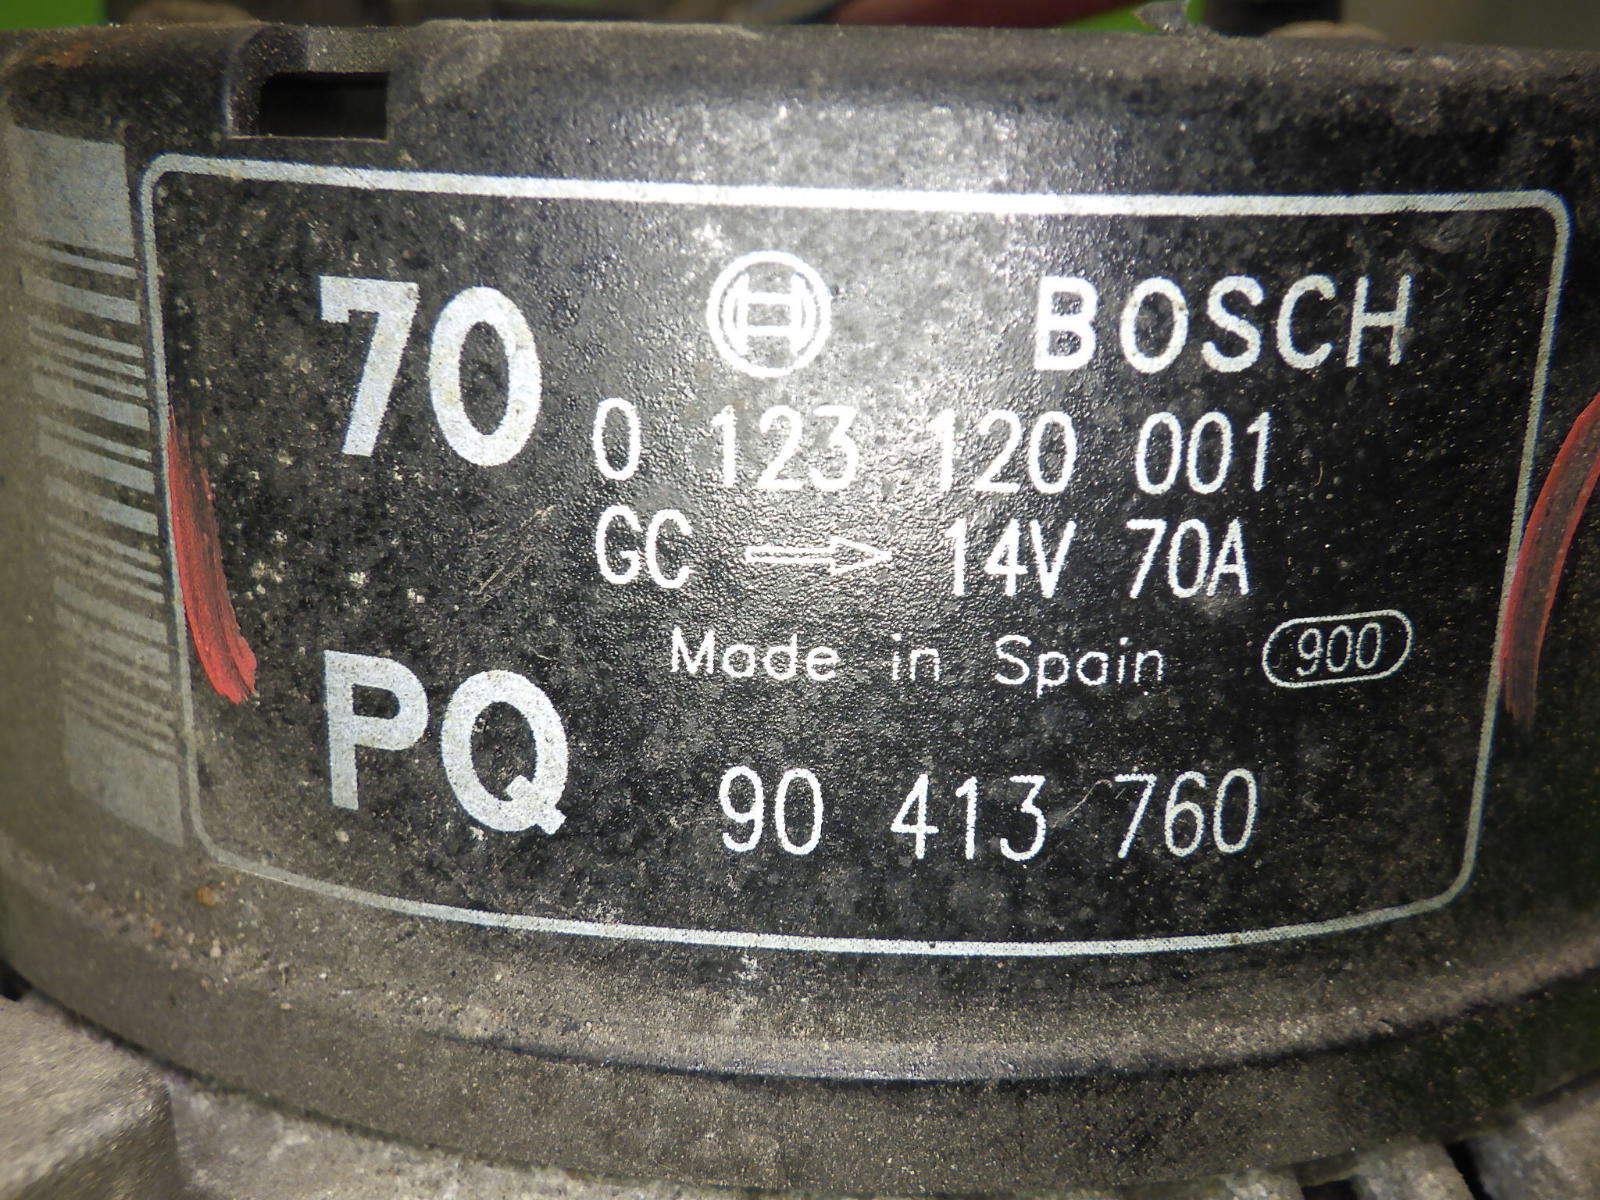 70 BOSCH
0 123 120 001
GC 14V 70A
Made in Spain 900
PQ 90 413 760